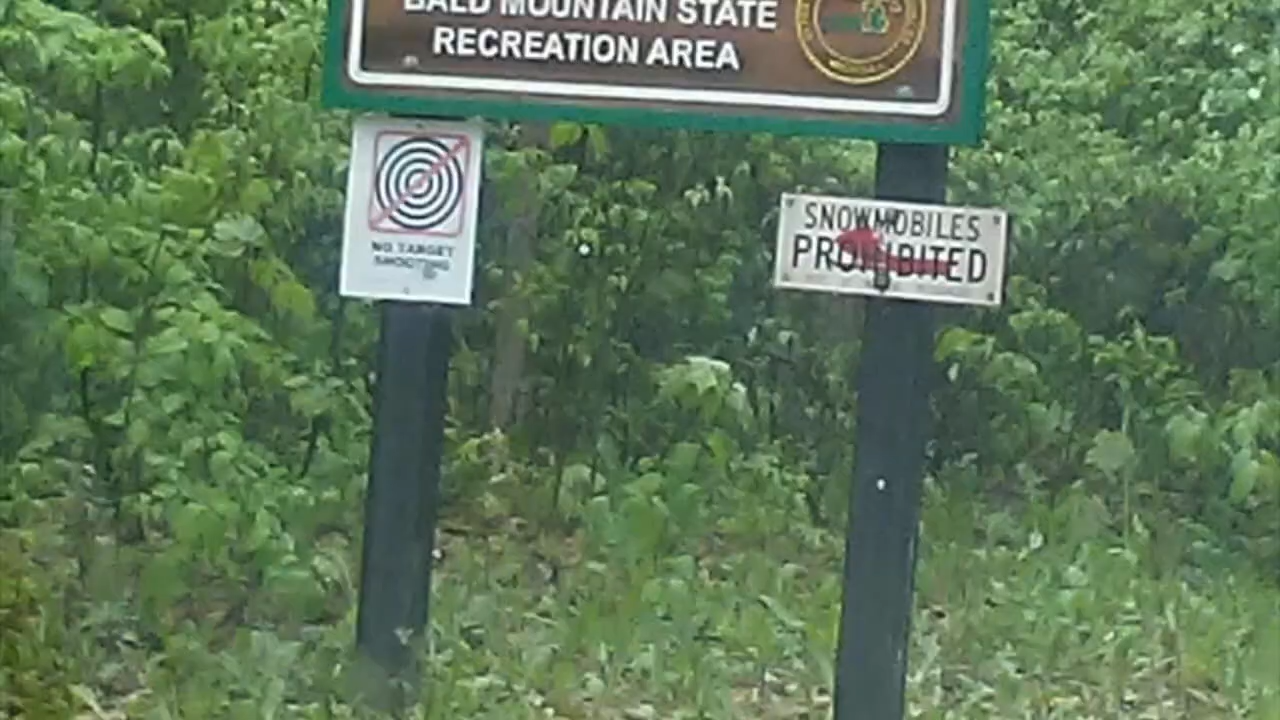 BALD MOUNTAIN STATE
RECREATION AREA
NO TARGET
SHOOTING
SNOWMOBILES
PROHIBITED